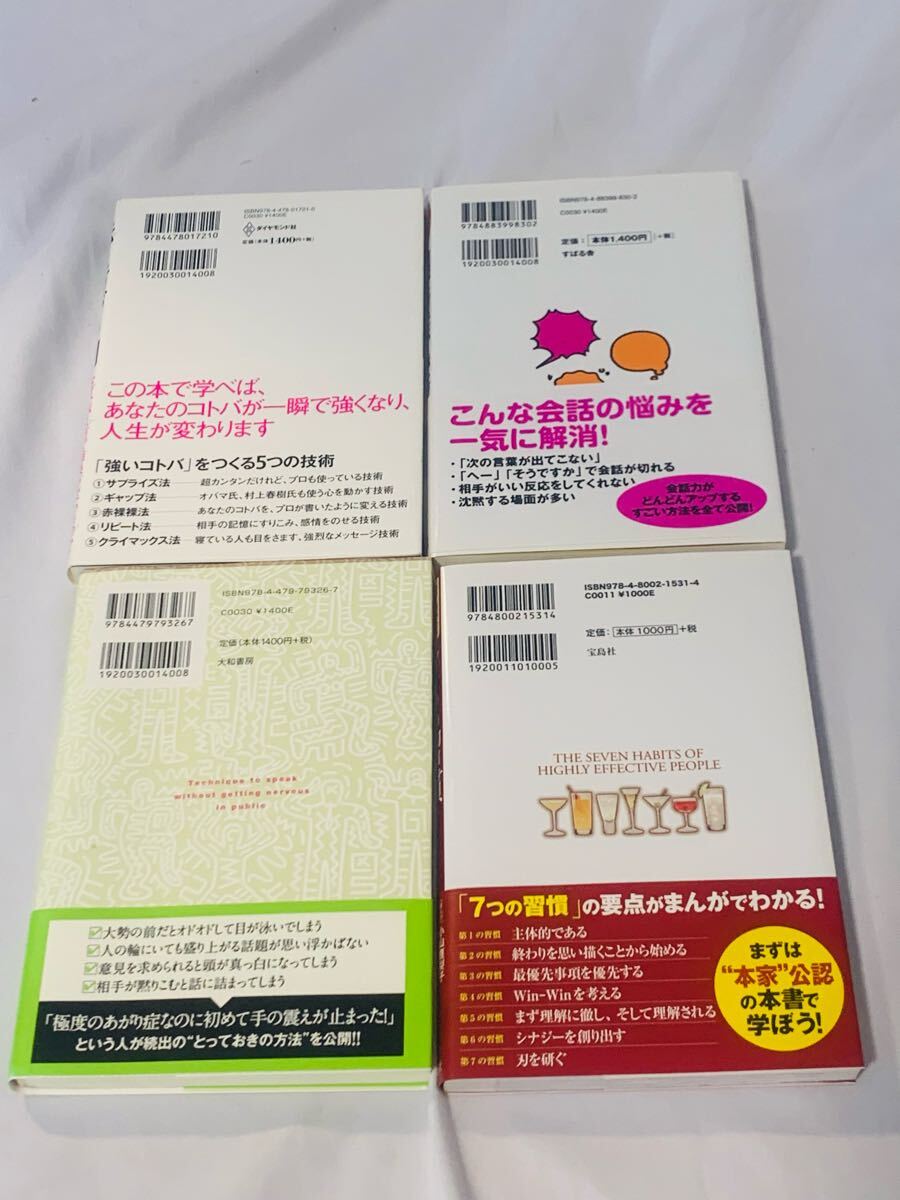 9784478017210
1920030014008
ISBN978-4-478-01721-0
C0030 ¥1400E
ダイヤモンド社
定価[本体1400円+税]
この本で学べば、
あなたのコトバが一瞬で強くなり、
人生が変わります
「強いコトバ」をつくる5つの技術
①サプライズ法 超カンタンだけれど、プロも使っている技術
②ギャップ法 オバマ氏、村上春樹氏も使う心を動かす技術
③赤裸裸法 あなたのコトバを、プロが書いたように変える技術
④リピート法 相手の記憶にすりこみ、感情をのせる技術
⑤クライマックス法 寝ている人も目をさます、強烈なメッセージ技術
9784883998302
1920030014008
ISBN978-4-88399-830-2
C0030 ¥1400E
定価: 本体1,400円 +税
すばる舎
こんな会話の悩みを
一気に解消!
・「次の言葉が出てこない」
・「へー」「そうですか」で会話が切れる
・相手がいい反応をしてくれない
・沈黙する場面が多い
会話力が
どんどんアップする
すごい方法を全て公開!
9784479793267
1920030014008
ISBN978-4-479-79326-7
C0030 ¥1400E
定価(本体1400円+税)
大和書房
Technique to speak
without getting nervous
in public
大勢の前だとオドオドして目が泳いでしまう
人の輪にいても盛り上がる話題が思い浮かばない
意見を求められると頭が真っ白になってしまう
相手が黙りこむと話に詰まってしまう
「極度のあがり症なのに初めて手の震えが止まった!」
という人が続出の“とっておきの方法”を公開!!
9784800215314
1920011010005
ISBN978-4-8002-1531-4
C0011 ¥1000E
定価: 本体1000円 +税
宝島社
THE SEVEN HABITS OF
HIGHLY EFFECTIVE PEOPLE
「7つの習慣」の要点がまんがでわかる!
第1の習慣 主体的である
第2の習慣 終わりを思い描くことから始める
第3の習慣 最優先事項を優先する
第4の習慣 Win-Winを考える
第5の習慣 まず理解に徹し、そして理解される
第6の習慣 シナジーを創り出す
第7の習慣 刃を研ぐ
まずは
“本家”公認
の本書で
学ぼう!